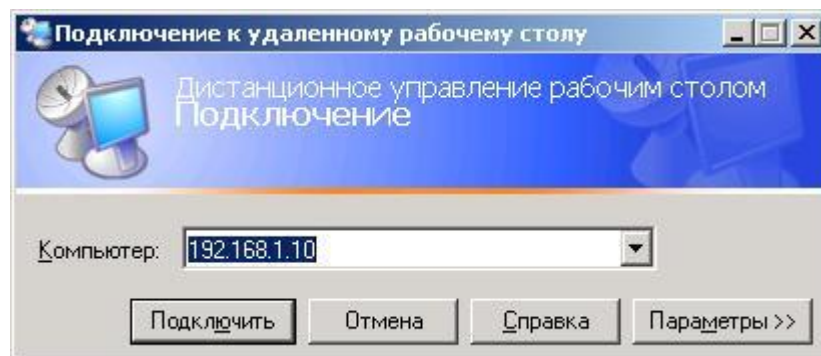 Подключение к удаленному рабочему столу
Дистанционное управление рабочим столом
Подключение
Компьютер: 192.168.1.10
Подключить Отмена Справка Параметры >>